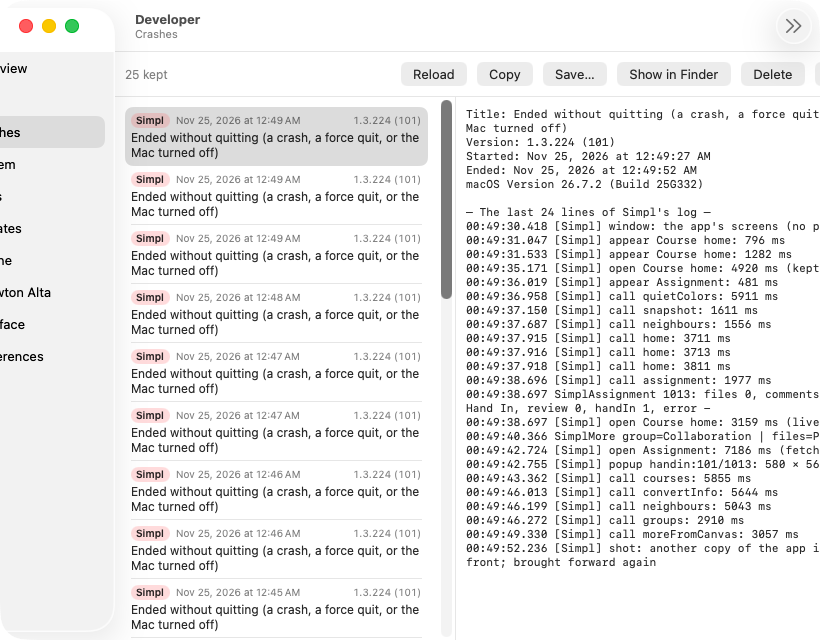 Developer
Crashes
view
hes
em
s
ates
ne
wton Alta
face
erences
25 kept
Reload
Copy
Save…
Show in Finder
Delete
Simpl Nov 25, 2026 at 12:49 AM 1.3.224 (101)
Ended without quitting (a crash, a force quit, or the
Mac turned off)
Simpl Nov 25, 2026 at 12:49 AM 1.3.224 (101)
Ended without quitting (a crash, a force quit, or the
Mac turned off)
Simpl Nov 25, 2026 at 12:49 AM 1.3.224 (101)
Ended without quitting (a crash, a force quit, or the
Mac turned off)
Simpl Nov 25, 2026 at 12:48 AM 1.3.224 (101)
Ended without quitting (a crash, a force quit, or the
Mac turned off)
Simpl Nov 25, 2026 at 12:47 AM 1.3.224 (101)
Ended without quitting (a crash, a force quit, or the
Mac turned off)
Simpl Nov 25, 2026 at 12:47 AM 1.3.224 (101)
Ended without quitting (a crash, a force quit, or the
Mac turned off)
Simpl Nov 25, 2026 at 12:46 AM 1.3.224 (101)
Ended without quitting (a crash, a force quit, or the
Mac turned off)
Simpl Nov 25, 2026 at 12:46 AM 1.3.224 (101)
Ended without quitting (a crash, a force quit, or the
Mac turned off)
Simpl Nov 25, 2026 at 12:45 AM 1.3.224 (101)
Ended without quitting (a crash, a force quit, or the
Mac turned off)
Title: Ended without quitting (a crash, a force quit
Mac turned off)
Version: 1.3.224 (101)
Started: Nov 25, 2026 at 12:49:27 AM
Ended: Nov 25, 2026 at 12:49:52 AM
macOS Version 26.7.2 (Build 25G332)
— The last 24 lines of Simpl's log —
00:49:30.418 [Simpl] window: the app's screens (no p
00:49:31.047 [Simpl] appear Course home: 796 ms
00:49:31.533 [Simpl] appear Course home: 1282 ms
00:49:35.171 [Simpl] open Course home: 4920 ms (kept
00:49:36.019 [Simpl] appear Assignment: 481 ms
00:49:36.958 [Simpl] call quietColors: 5911 ms
00:49:37.150 [Simpl] call snapshot: 1611 ms
00:49:37.687 [Simpl] call neighbours: 1556 ms
00:49:37.915 [Simpl] call home: 3711 ms
00:49:37.916 [Simpl] call home: 3713 ms
00:49:37.918 [Simpl] call home: 3811 ms
00:49:38.696 [Simpl] call assignment: 1977 ms
00:49:38.697 SimplAssignment 1013: files 0, comments
Hand In, review 0, handIn 1, error —
00:49:38.697 [Simpl] open Course home: 3159 ms (live
00:49:40.366 SimplMore group=Collaboration | files=P
00:49:42.724 [Simpl] open Assignment: 7186 ms (fetch
00:49:42.755 [Simpl] popup handin:101/1013: 580 × 56
00:49:43.362 [Simpl] call courses: 5855 ms
00:49:46.013 [Simpl] call convertInfo: 5644 ms
00:49:46.199 [Simpl] call neighbours: 5043 ms
00:49:46.272 [Simpl] call groups: 2910 ms
00:49:49.330 [Simpl] call moreFromCanvas: 3057 ms
00:49:52.236 [Simpl] shot: another copy of the app i
front; brought forward again